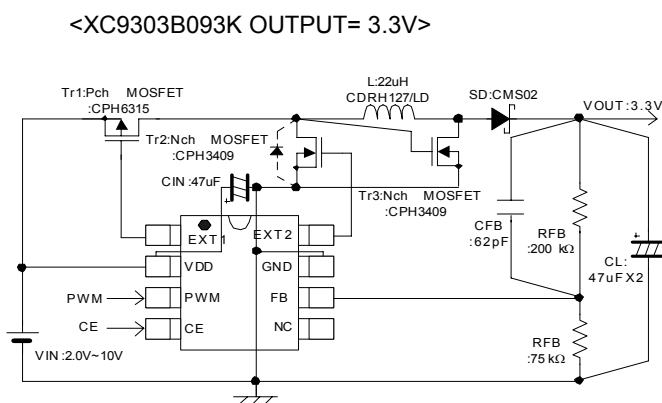 <XC9303B093K OUTPUT= 3.3V>
L:22uH
CDRH127/LD
SD:CMS02
Tr1:Pch MOSFET
:CPH6315
VOUT:3.3V
Tr2:Nch MOSFET
:CPH3409
CIN:47uF
Tr3:Nch MOSFET
:CPH3409
CFB
:62pF
RFB
:200 kΩ
CL:
47uFX2
EXT1
EXT2
VDD
GND
PWM
PWM
FB
CE
CE
NC
VIN:2.0V~10V
RFB
:75kΩ